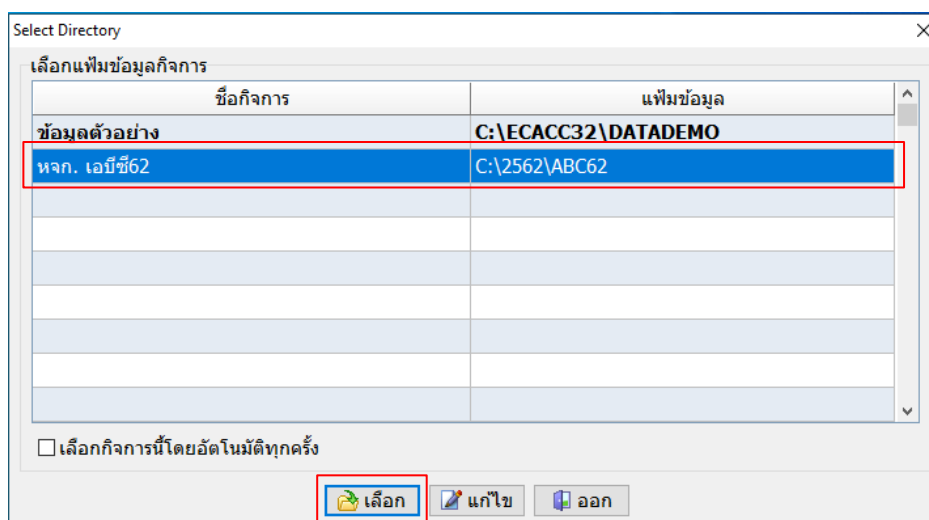 Select Directory
เลือกแฟ้มข้อมูลกิจการ
ชื่อกิจการ แฟ้มข้อมูล
ข้อมูลตัวอย่าง C:\ECACC32\DATADEMO
หจก. เอบีซี62 C:\2562\ABC62
เลือกกิจการนี้โดยอัตโนมัติทุกครั้ง
เลือก แก้ไข ออก